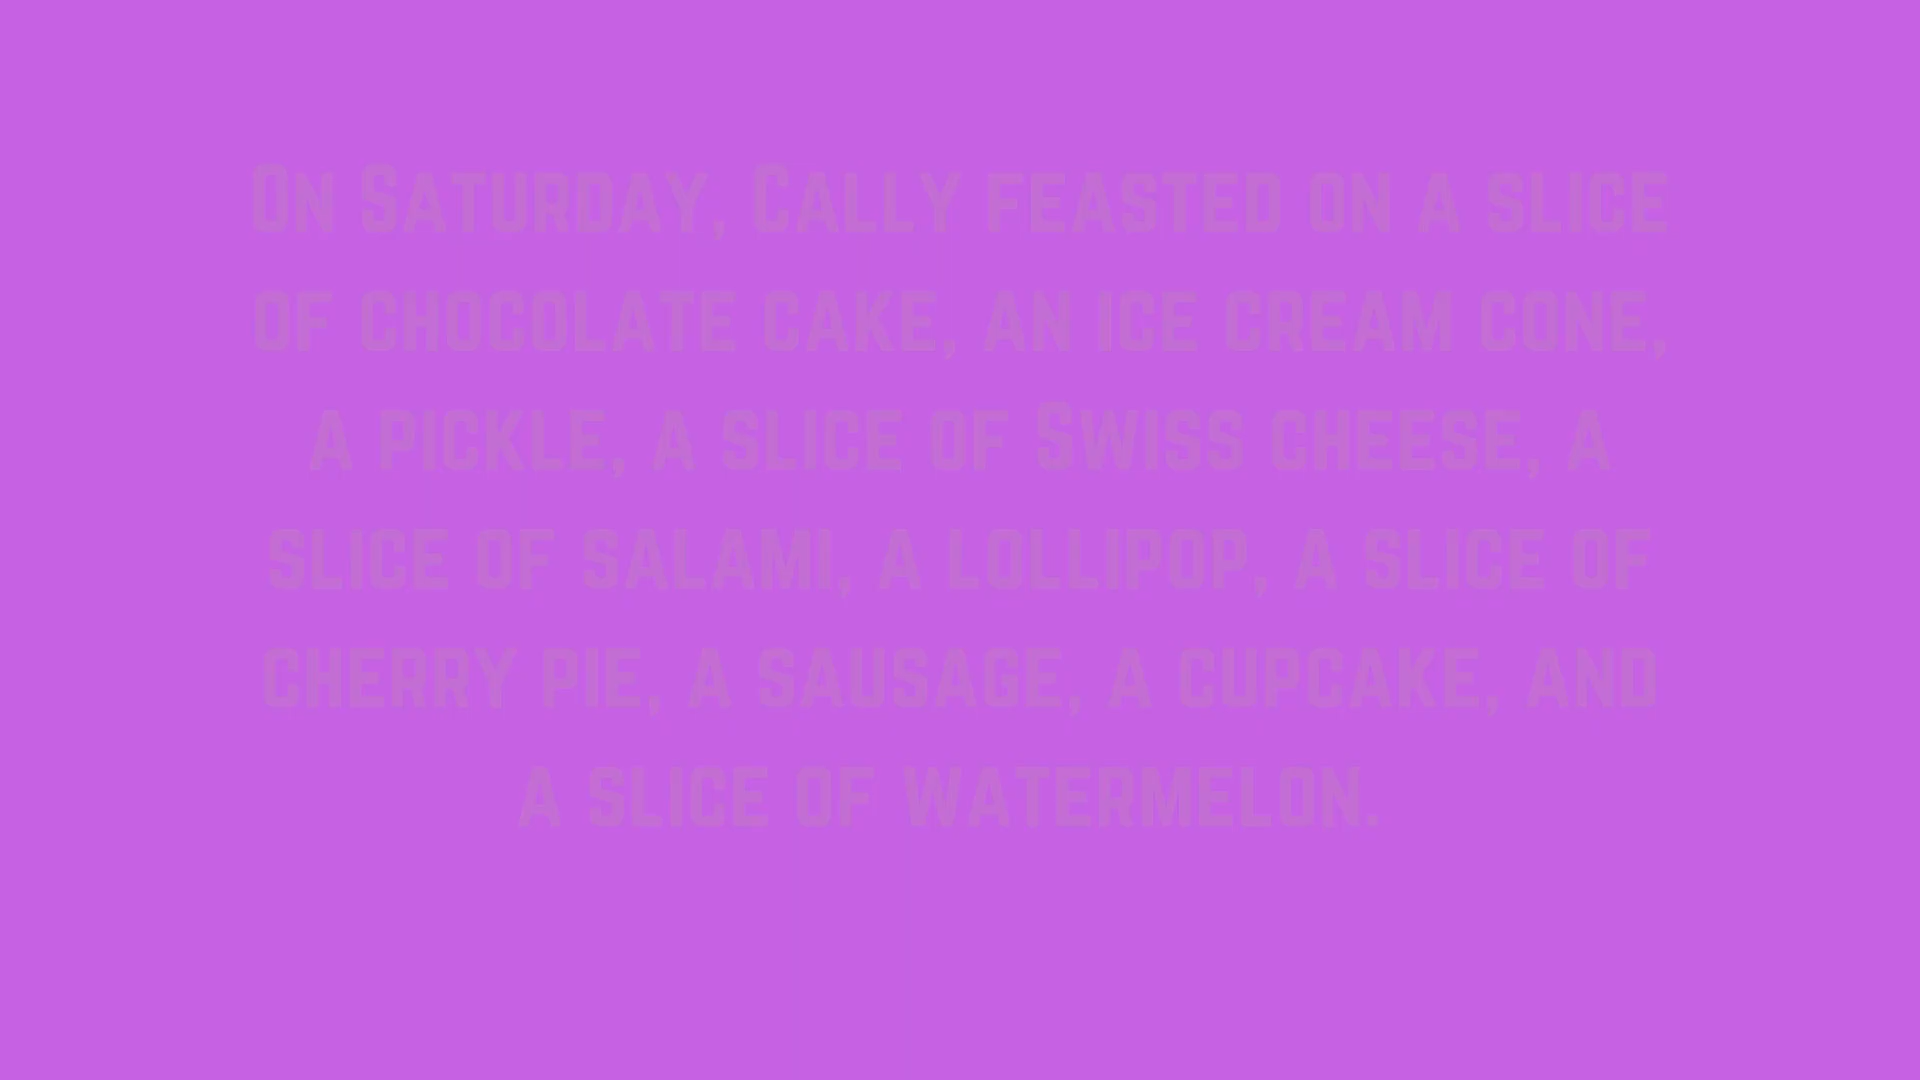 On Saturday, Cally feasted on a slice
of chocolate cake, an ice cream cone,
a pickle, a slice of Swiss cheese, a
slice of salami, a lollipop, a slice of
cherry pie, a sausage, a cupcake, and
a slice of watermelon.